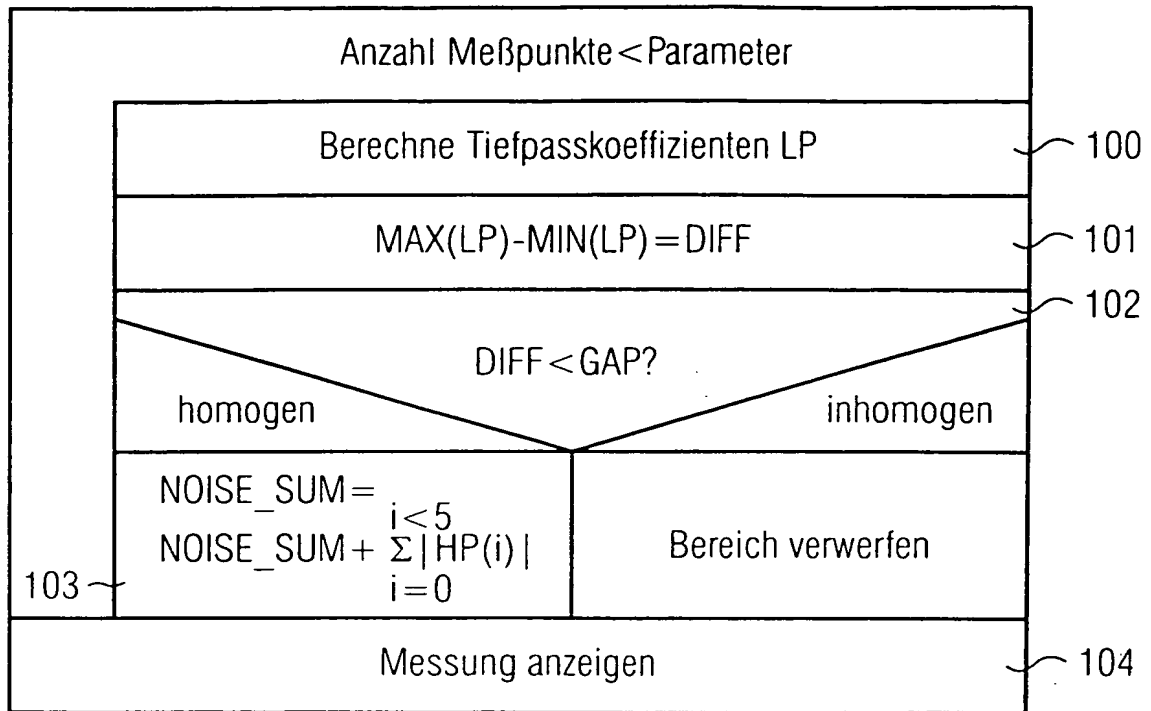 Anzahl Meßpunkte<Parameter
Berechne Tiefpasskoeffizienten LP
100
MAX(LP)-MIN(LP)=DIFF
101
102
DIFF<GAP?
homogen
inhomogen
NOISE_SUM=
i<5
NOISE_SUM+ Σ|HP(i)|
i=0
103
Bereich verwerfen
Messung anzeigen
104